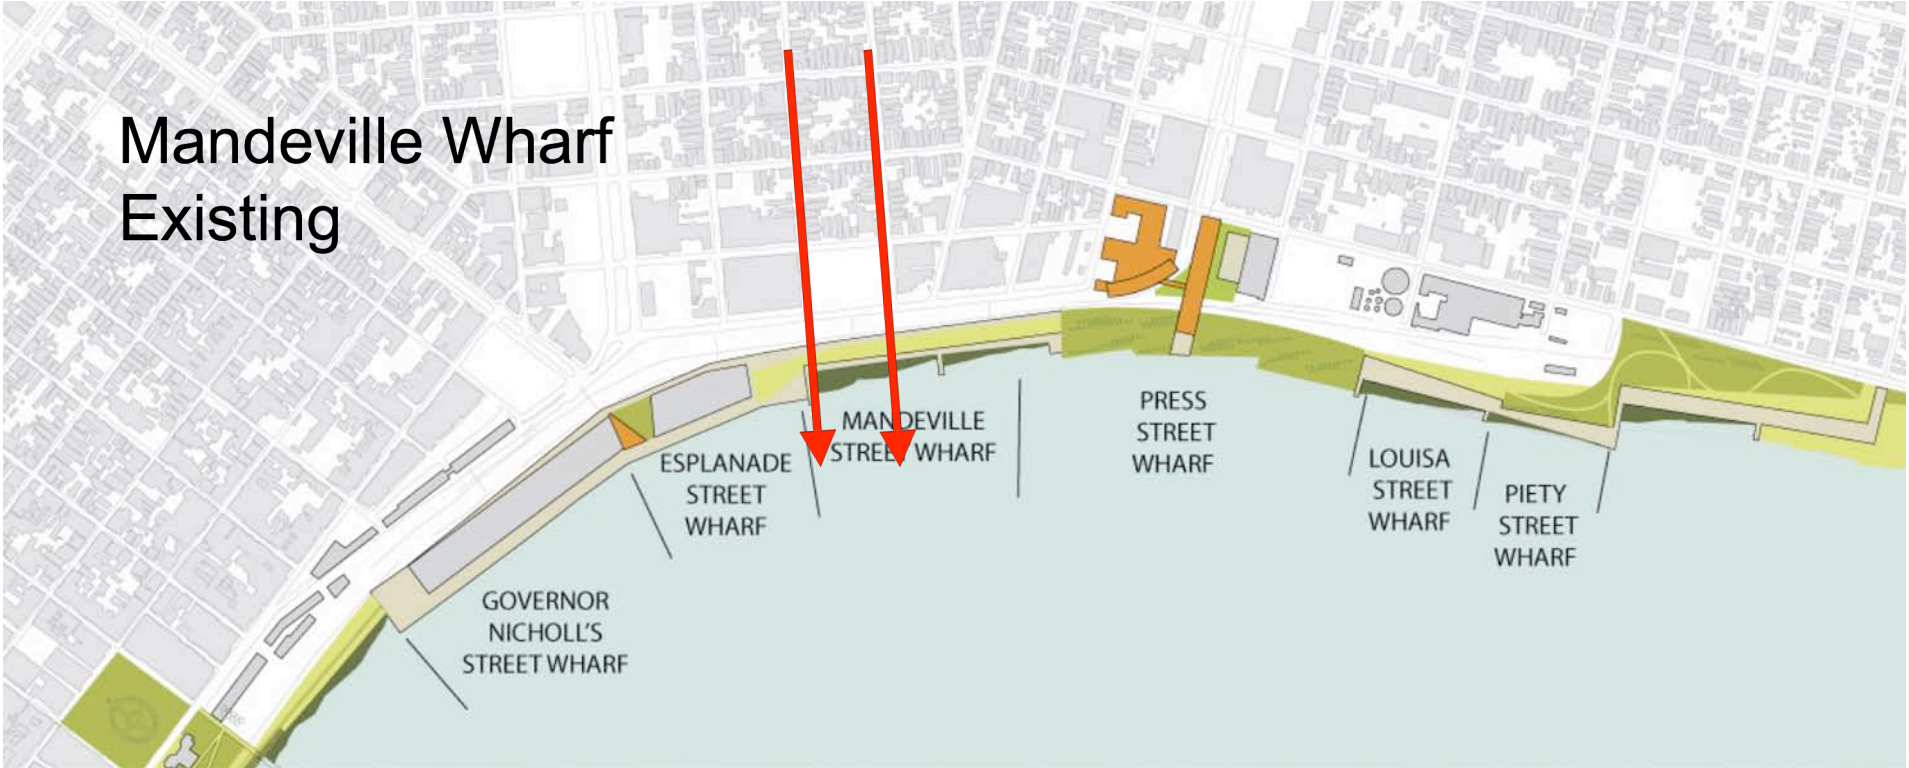 Mandeville Wharf
Existing
GOVERNOR
NICHOLL'S
STREET WHARF
ESPLANADE
STREET
WHARF
MANDEVILLE
STREET WHARF
PRESS
STREET
WHARF
LOUISA
STREET
WHARF
PIETY
STREET
WHARF